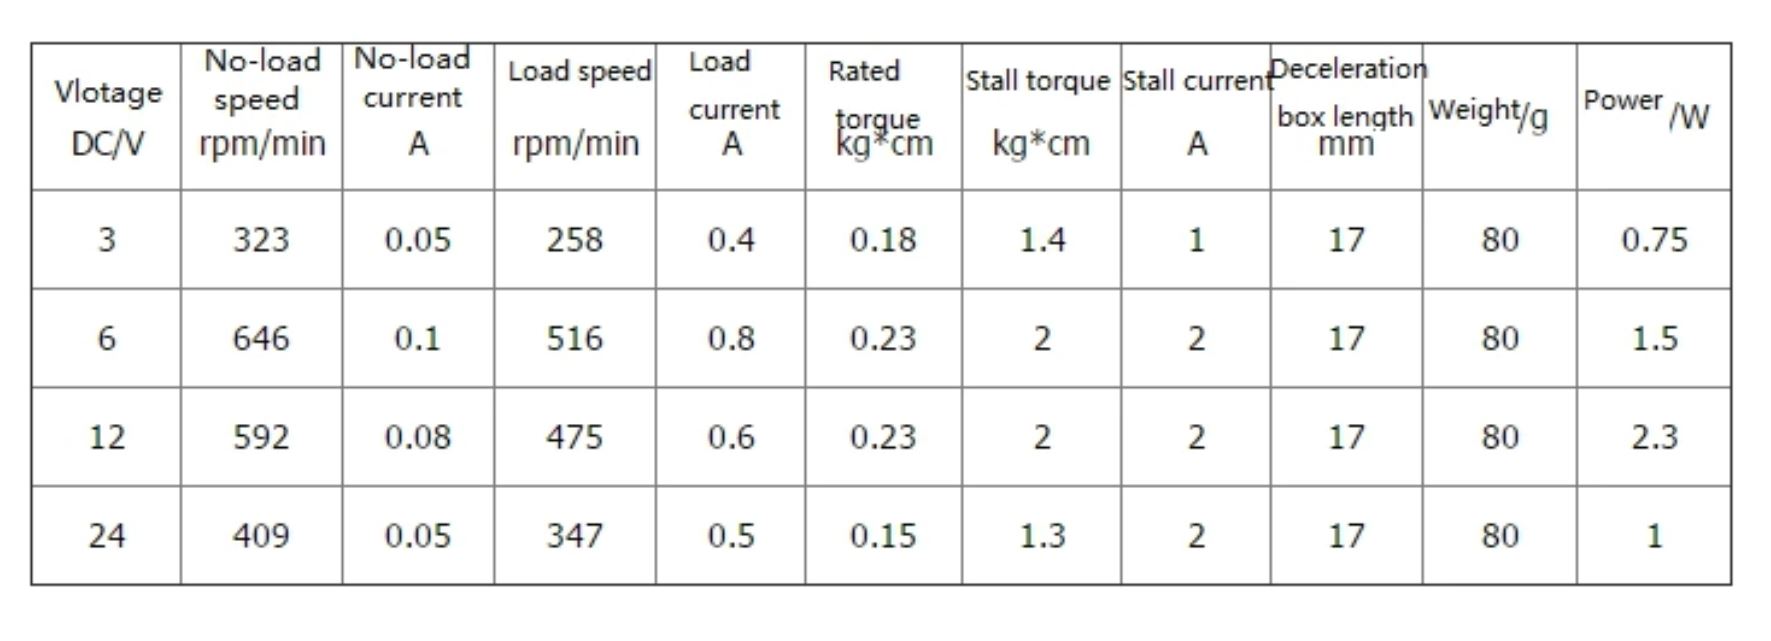 Vlotage DC/V No-load speed rpm/min No-load current A Load speed rpm/min Load current A Rated torque kg*cm Stall torque kg*cm Stall current A Deceleration box length mm Weight/g Power /W
3 323 0.05 258 0.4 0.18 1.4 1 17 80 0.75
6 646 0.1 516 0.8 0.23 2 2 17 80 1.5
12 592 0.08 475 0.6 0.23 2 2 17 80 2.3
24 409 0.05 347 0.5 0.15 1.3 2 17 80 1